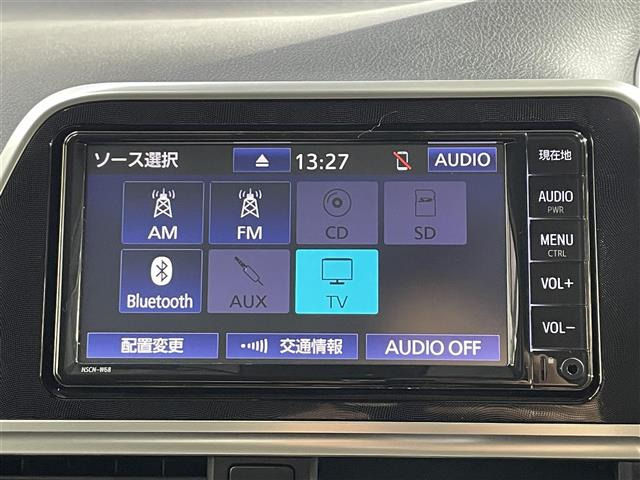 ソース選択 13:27 AUDIO
AM FM CD SD
Bluetooth AUX TV
配置変更 交通情報 AUDIO OFF
NSCN-W68
現在地
AUDIO
PWR
MENU
CTRL
VOL+
VOL-